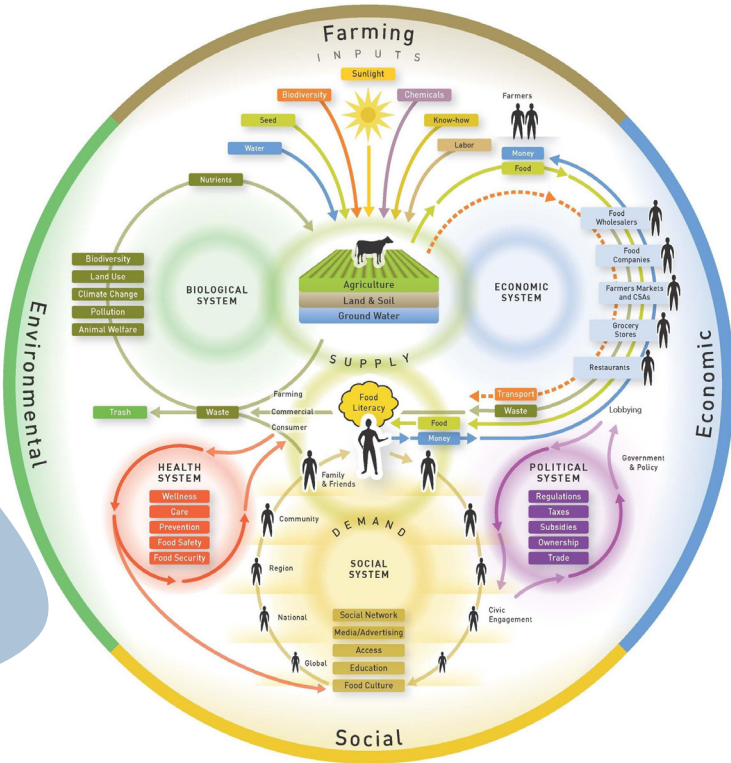 Farming
INPUTS
Sunlight
Biodiversity
Chemicals
Seed
Know-how
Water
Labor
Farmers
Money
Food
Nutrients
Food
Wholesalers
Food
Companies
Farmers Markets
and CSAs
Grocery
Stores
Restaurants
Biodiversity
Land Use
Climate Change
Pollution
Animal Welfare
BIOLOGICAL
SYSTEM
Agriculture
Land & Soil
Ground Water
ECONOMIC
SYSTEM
Environmental
Economic
SUPPLY
Farming
Commercial
Consumer
Trash
Waste
Food
Literacy
Transport
Waste
Food
Money
Lobbying
Government
& Policy
HEALTH
SYSTEM
Wellness
Care
Prevention
Food Safety
Food Security
Family
& Friends
Community
Region
National
Global
DEMAND
SOCIAL
SYSTEM
Social Network
Media/Advertising
Access
Education
Food Culture
POLITICAL
SYSTEM
Regulations
Taxes
Subsidies
Ownership
Trade
Civic
Engagement
Social